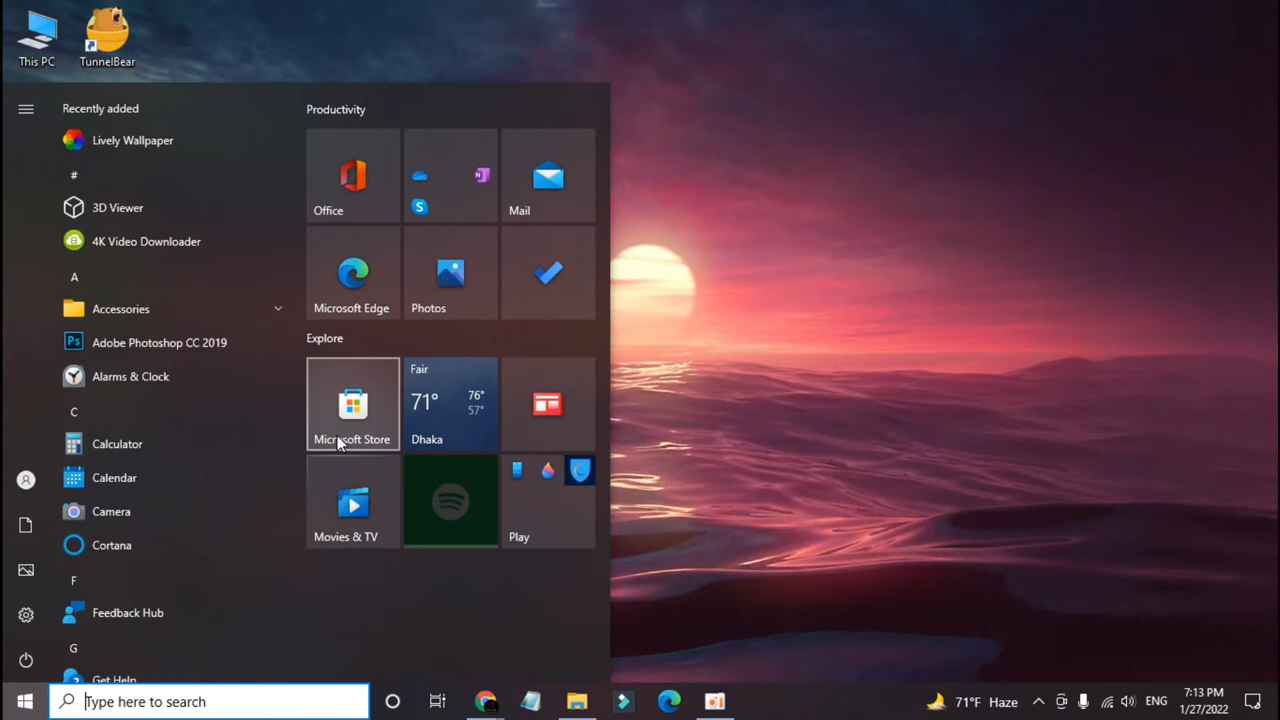 This PC
TunnelBear
Recently added
Lively Wallpaper
#
3D Viewer
4K Video Downloader
A
Accessories
Ps
Adobe Photoshop CC 2019
Alarms & Clock
C
Calculator
Calendar
Camera
Cortana
F
Feedback Hub
G
Get Help
Productivity
Office
Mail
Microsoft Edge
Photos
Explore
Microsoft Store
Fair
71°
76°
57°
Dhaka
Movies & TV
Play
Type here to search
71°F Haze
ENG
7:13 PM
1/27/2022